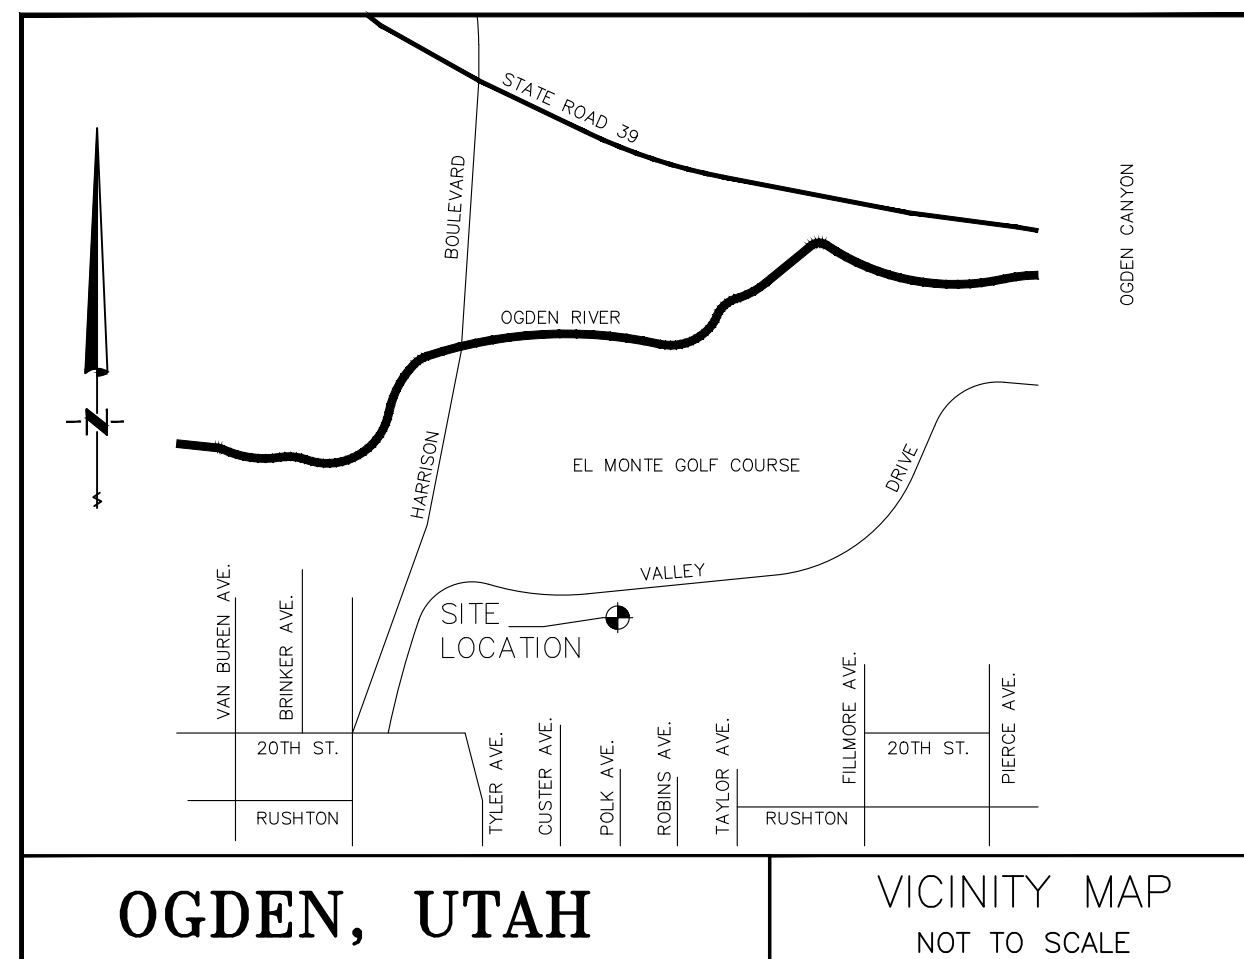 STATE ROAD 39
BOULEVARD
OGDEN CANYON
OGDEN RIVER
N
HARRISON
EL MONTE GOLF COURSE
DRIVE
VALLEY
SITE
LOCATION
VAN BUREN AVE.
BRINKER AVE.
FILLMORE AVE.
PIERCE AVE.
20TH ST.
20TH ST.
TYLER AVE.
CUSTER AVE.
POLK AVE.
ROBINS AVE.
TAYLOR AVE.
RUSHTON
RUSHTON
OGDEN, UTAH
VICINITY MAP
NOT TO SCALE